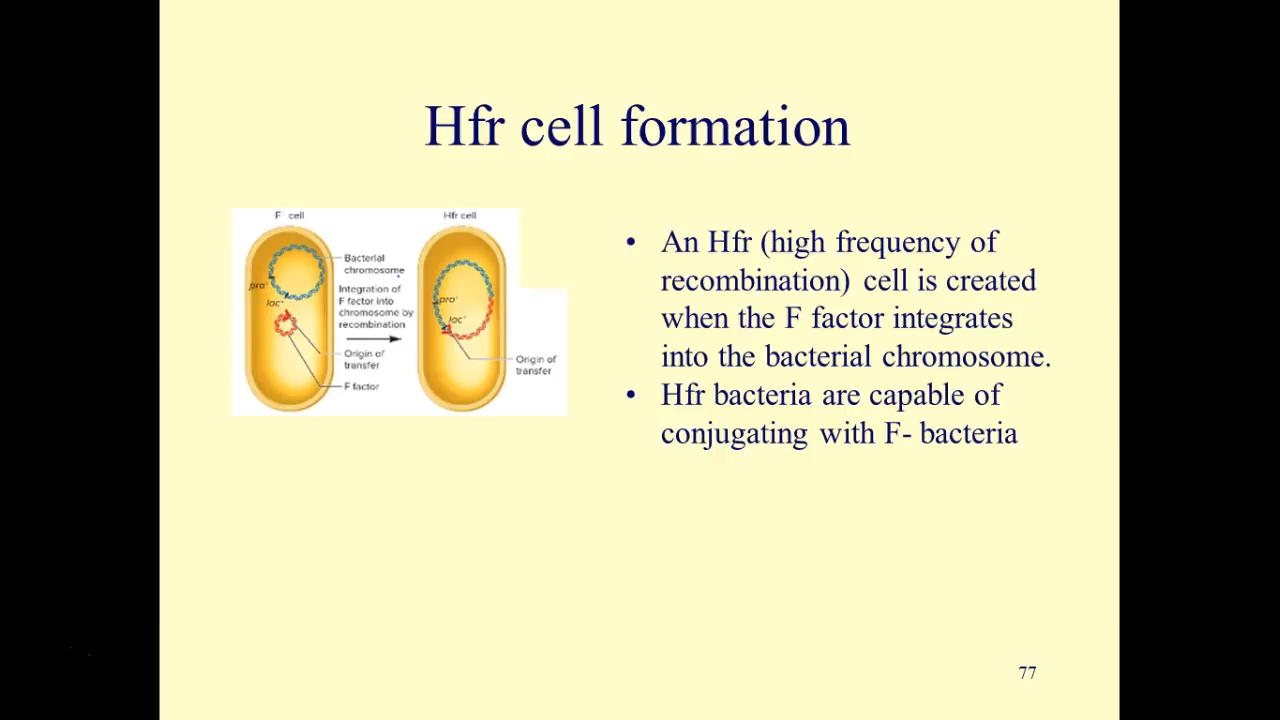 Hfr cell formation
F⁺ cell
Hfr cell
Bacterial
chromosome
pro⁺
lac⁺
Integration of
F factor into
chromosome by
recombination
Origin of
transfer
F factor
pro⁺
lac⁺
Origin of
transfer
• An Hfr (high frequency of
recombination) cell is created
when the F factor integrates
into the bacterial chromosome.
• Hfr bacteria are capable of
conjugating with F- bacteria
77